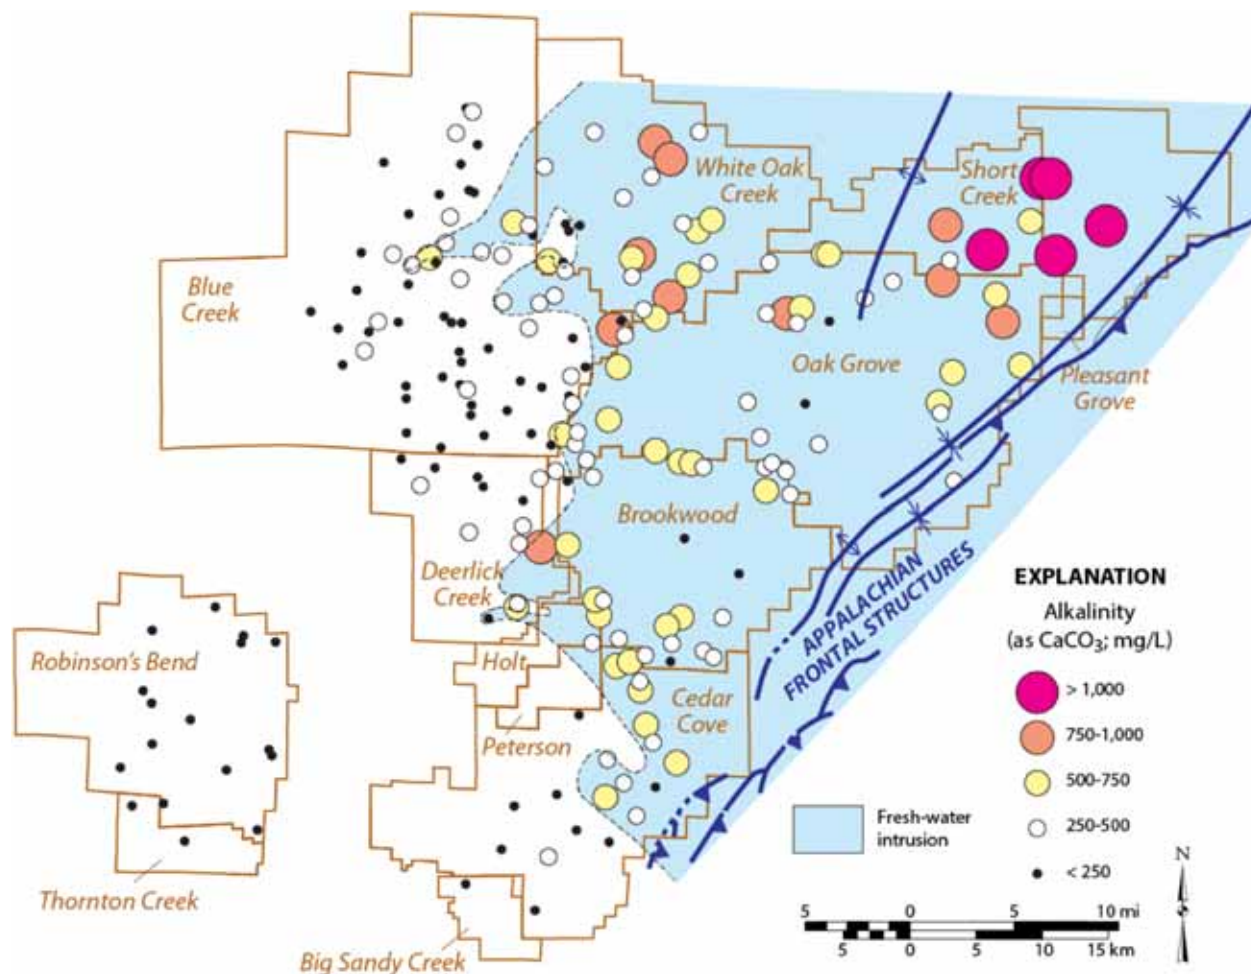 White Oak
Creek
Short
Creek
Blue
Creek
Oak Grove
Pleasant
Grove
Brookwood
Deerlick
Creek
APPALACHIAN
FRONTAL STRUCTURES
Robinson's Bend
Holt
Cedar
Cove
Peterson
Thornton Creek
Big Sandy Creek
EXPLANATION
Alkalinity
(as CaCO₃; mg/L)
> 1,000
750-1,000
500-750
250-500
< 250
Fresh-water
intrusion
N
5 0 5 10 mi
5 0 5 10 15 km